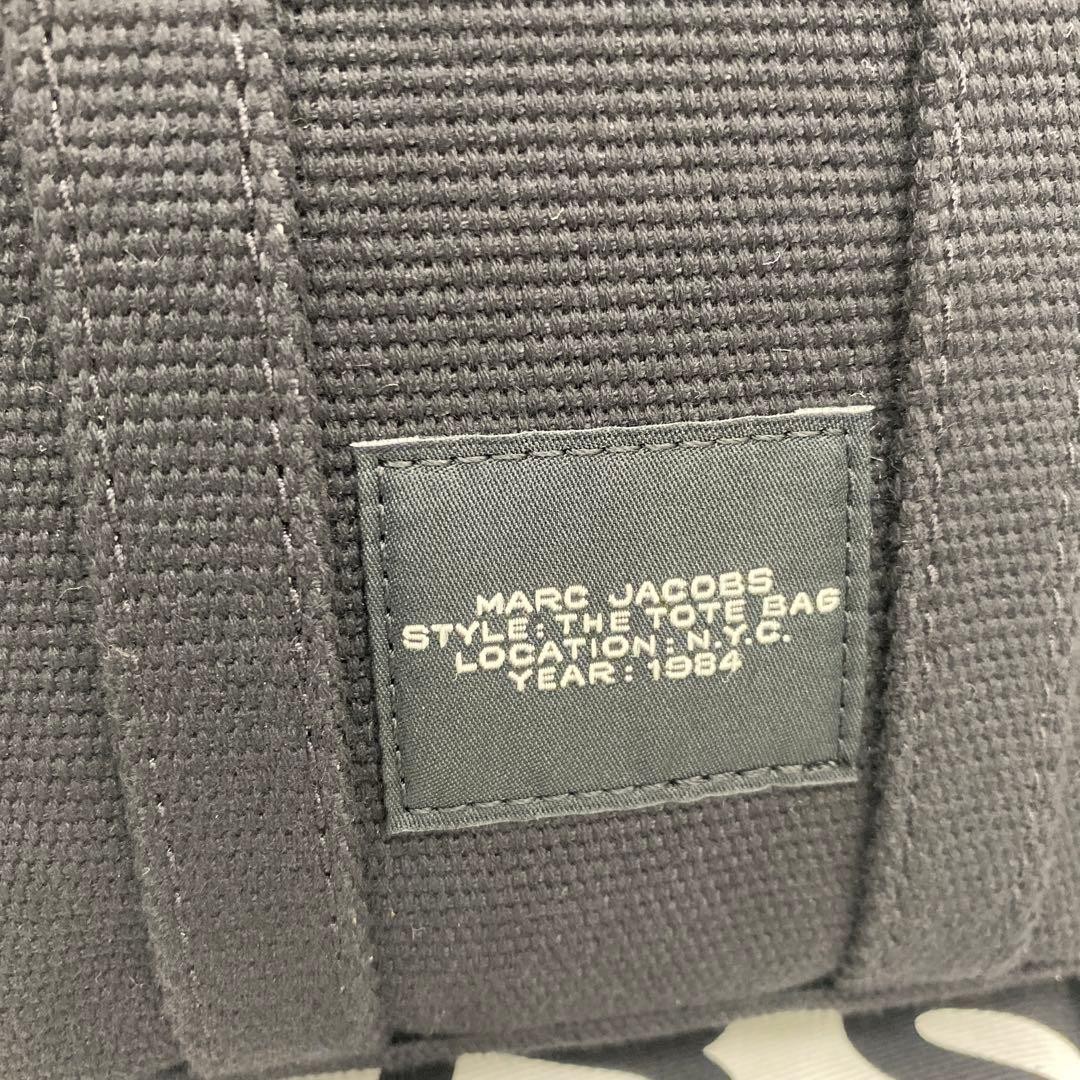 MARC JACOBS
STYLE: THE TOTE BAG
LOCATION: N.Y.C.
YEAR: 1984